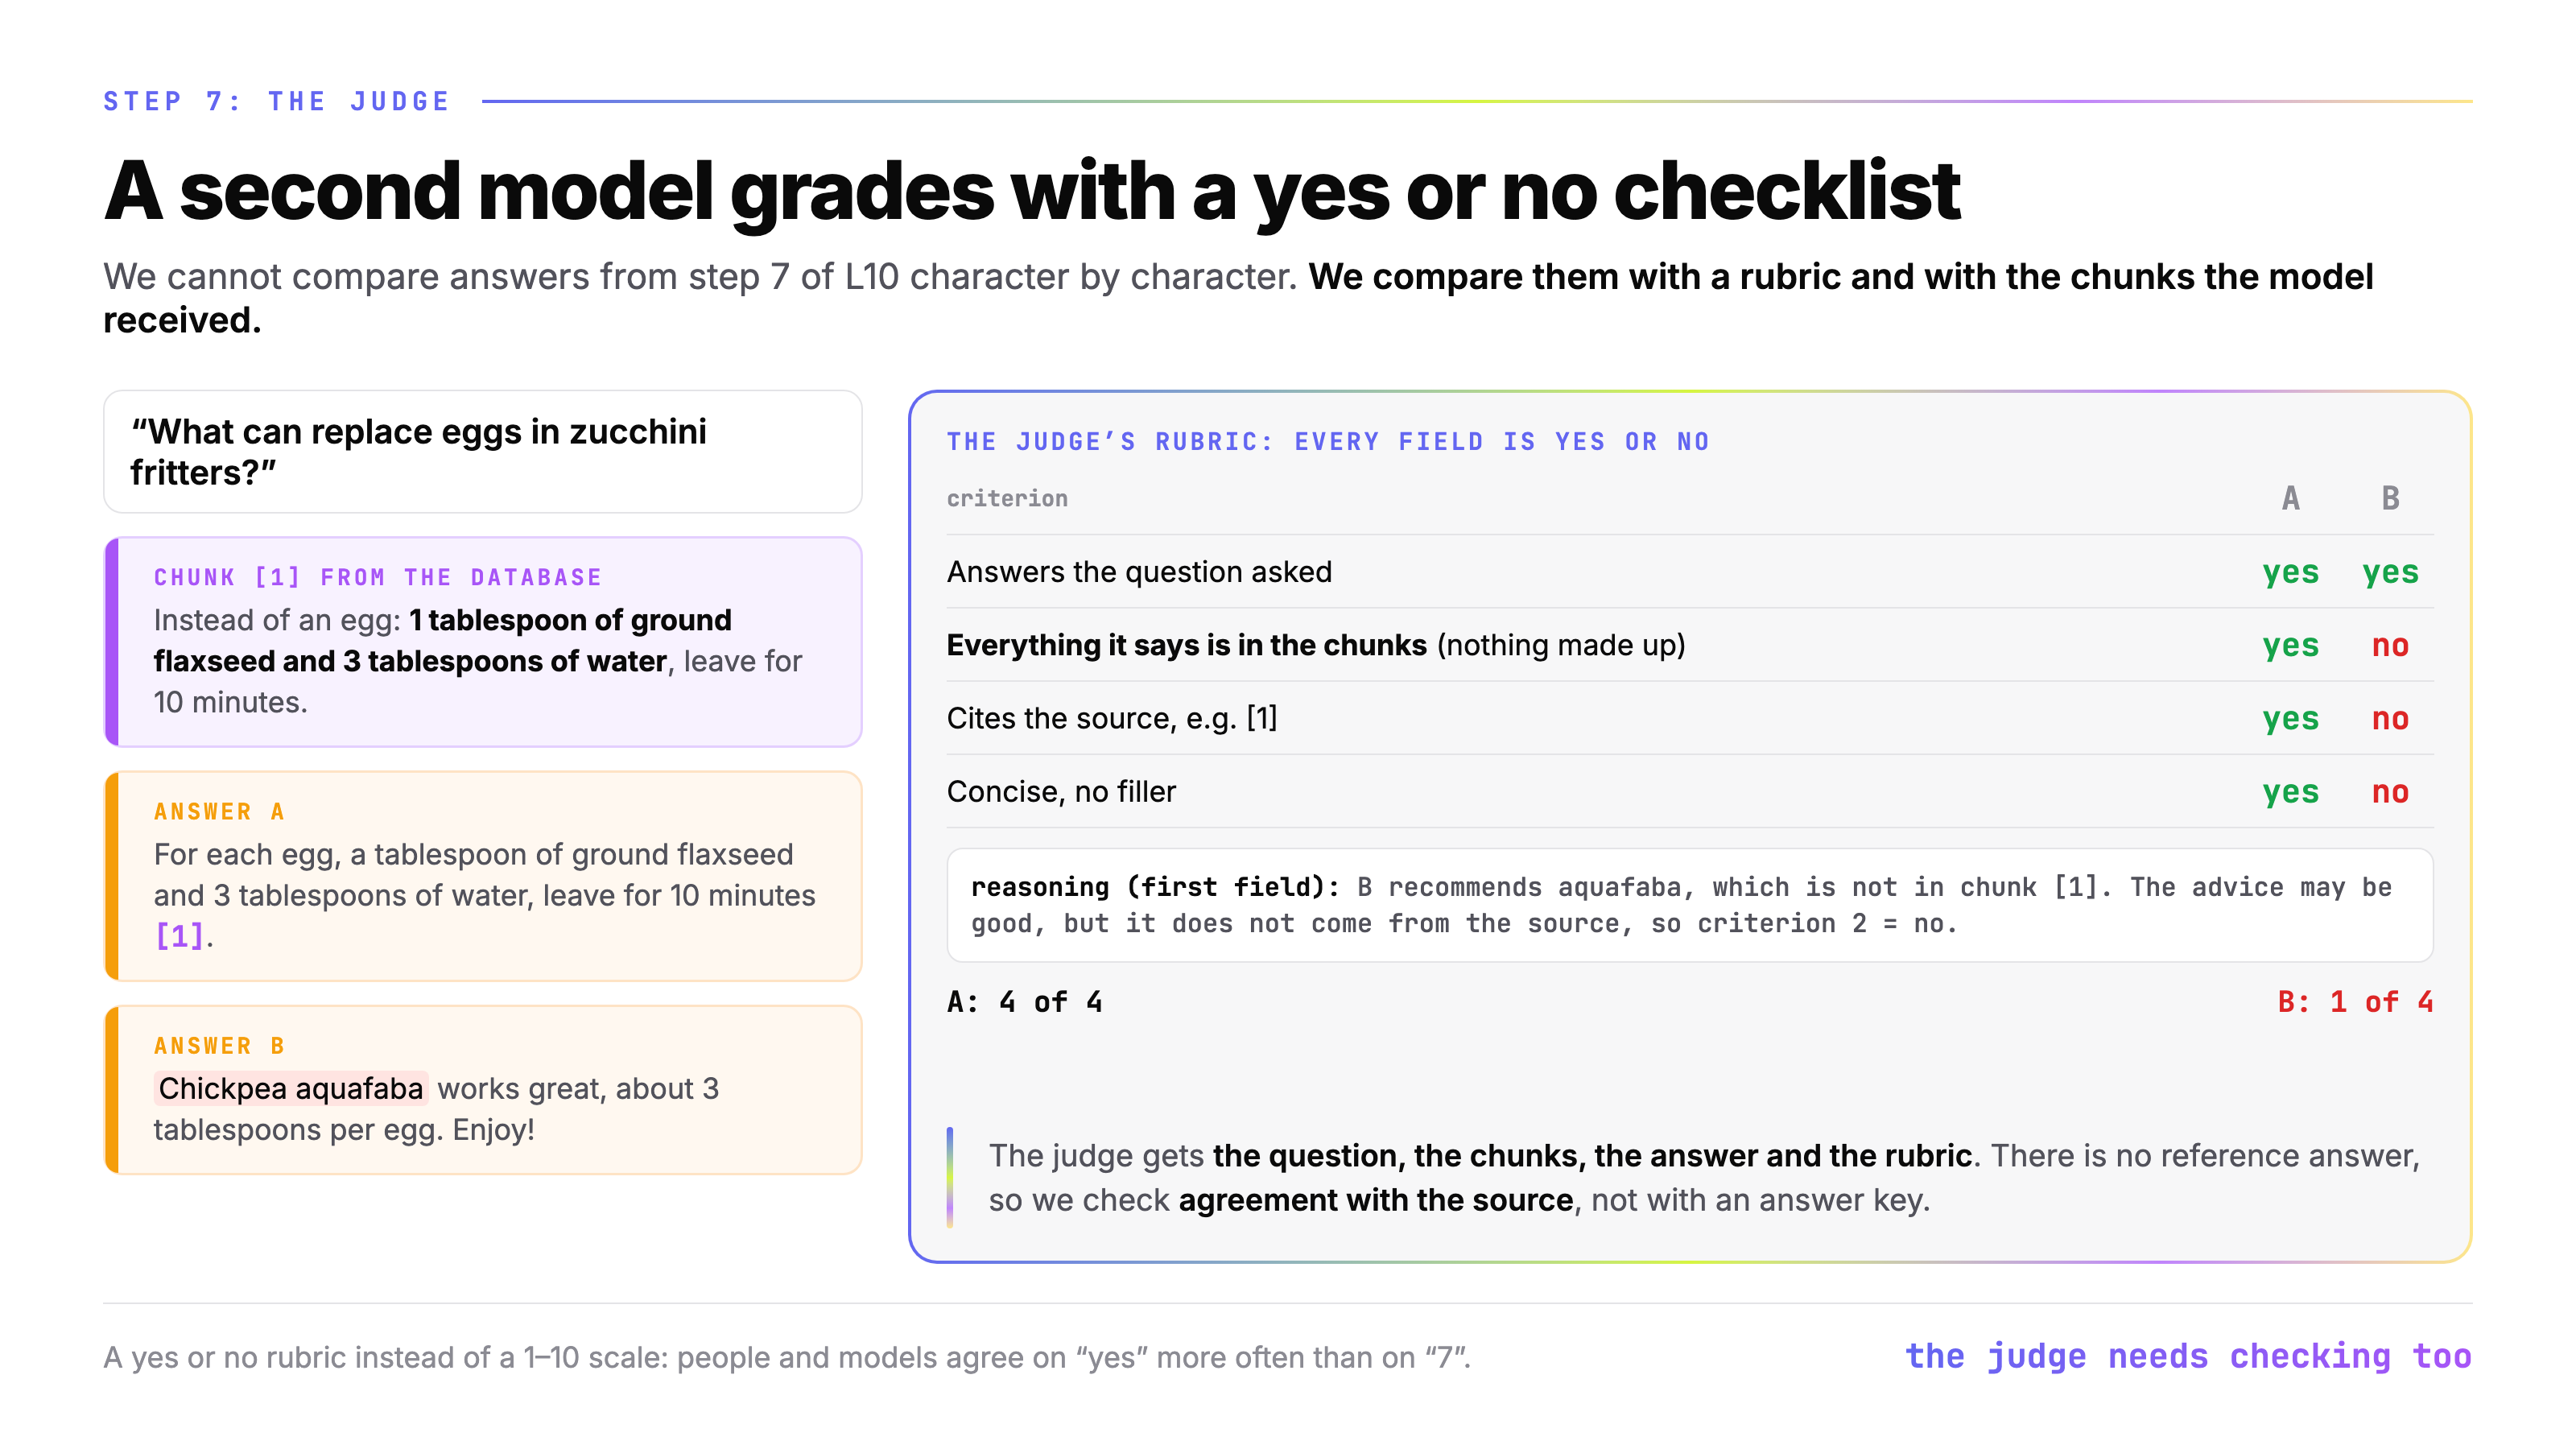 STEP 7: THE JUDGE
A second model grades with a yes or no checklist
We cannot compare answers from step 7 of L10 character by character. We compare them with a rubric and with the chunks the model
received.
“What can replace eggs in zucchini
fritters?”
CHUNK [1] FROM THE DATABASE
Instead of an egg: 1 tablespoon of ground
flaxseed and 3 tablespoons of water, leave for
10 minutes.
ANSWER A
For each egg, a tablespoon of ground flaxseed
and 3 tablespoons of water, leave for 10 minutes
[1].
ANSWER B
Chickpea aquafaba works great, about 3
tablespoons per egg. Enjoy!
THE JUDGE’S RUBRIC: EVERY FIELD IS YES OR NO
criterion A B
Answers the question asked yes yes
Everything it says is in the chunks (nothing made up) yes no
Cites the source, e.g. [1] yes no
Concise, no filler yes no
reasoning (first field): B recommends aquafaba, which is not in chunk [1]. The advice may be
good, but it does not come from the source, so criterion 2 = no.
A: 4 of 4 B: 1 of 4
The judge gets the question, the chunks, the answer and the rubric. There is no reference answer,
so we check agreement with the source, not with an answer key.
A yes or no rubric instead of a 1–10 scale: people and models agree on “yes” more often than on “7”.
the judge needs checking too